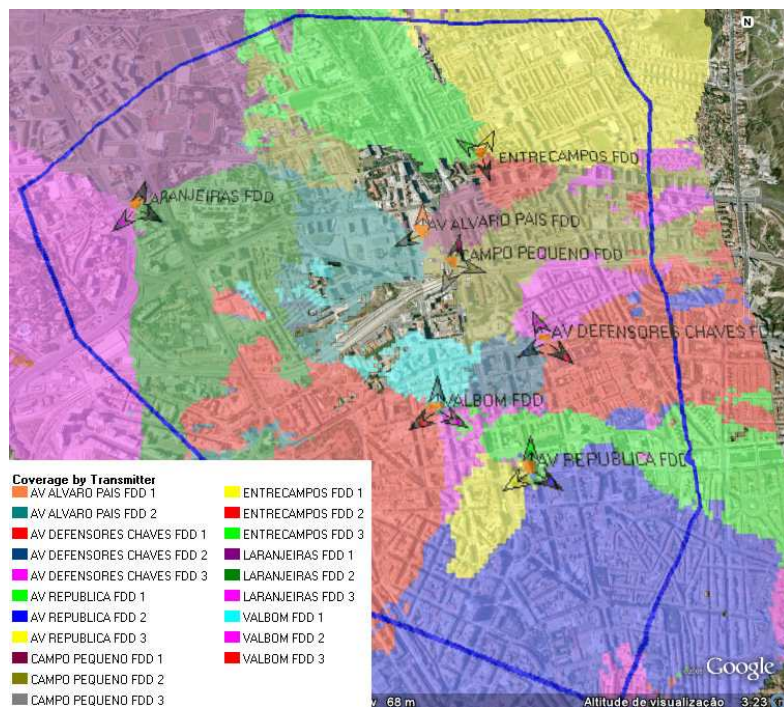 N
ENTRECAMPOS FDD
LARANJEIRAS FDD
AV ALVARO PAIS FDD
CAMPO PEQUENO FDD
AV DEFENSORES CHAVES FDD
VALBOM FDD
AV REPUBLICA FDD
Coverage by Transmitter
AV ALVARO PAIS FDD 1
AV ALVARO PAIS FDD 2
AV DEFENSORES CHAVES FDD 1
AV DEFENSORES CHAVES FDD 2
AV DEFENSORES CHAVES FDD 3
AV REPUBLICA FDD 1
AV REPUBLICA FDD 2
AV REPUBLICA FDD 3
CAMPO PEQUENO FDD 1
CAMPO PEQUENO FDD 2
CAMPO PEQUENO FDD 3
ENTRECAMPOS FDD 1
ENTRECAMPOS FDD 2
ENTRECAMPOS FDD 3
LARANJEIRAS FDD 1
LARANJEIRAS FDD 2
LARANJEIRAS FDD 3
VALBOM FDD 1
VALBOM FDD 2
VALBOM FDD 3
Google
68 m Altitude de visualização 3.23